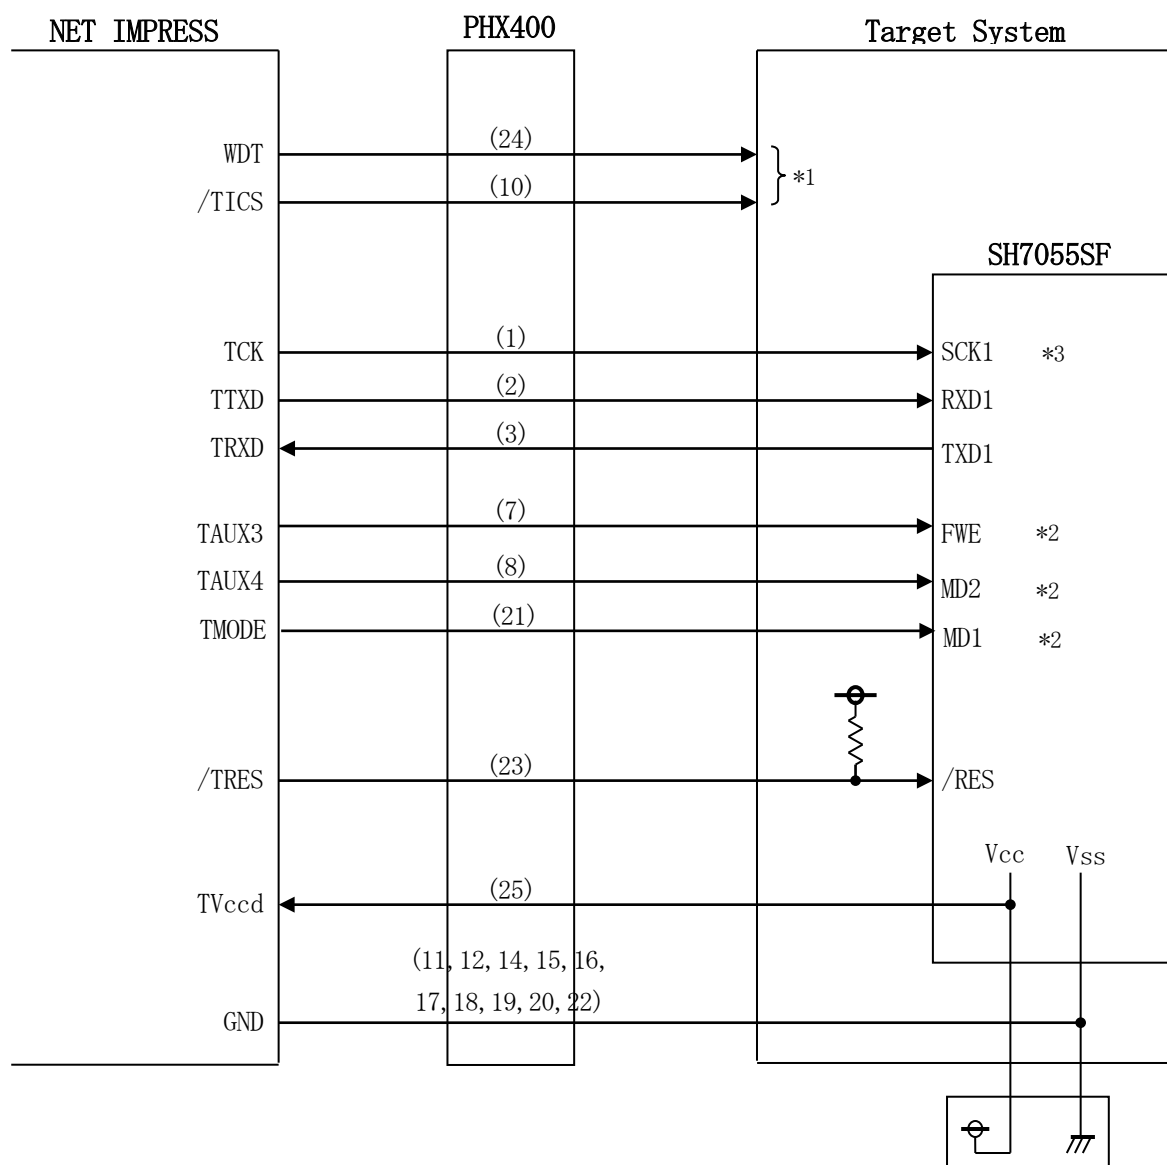 NET IMPRESS PHX400 Target System
WDT (24)
*1
/TICS (10)
SH7055SF
TCK (1) SCK1 *3
TTXD (2) RXD1
TRXD (3) TXD1
TAUX3 (7) FWE *2
TAUX4 (8) MD2 *2
TMODE (21) MD1 *2
/TRES (23) /RES
Vcc Vss
TVccd (25)
(11, 12, 14, 15, 16,
17, 18, 19, 20, 22)
GND